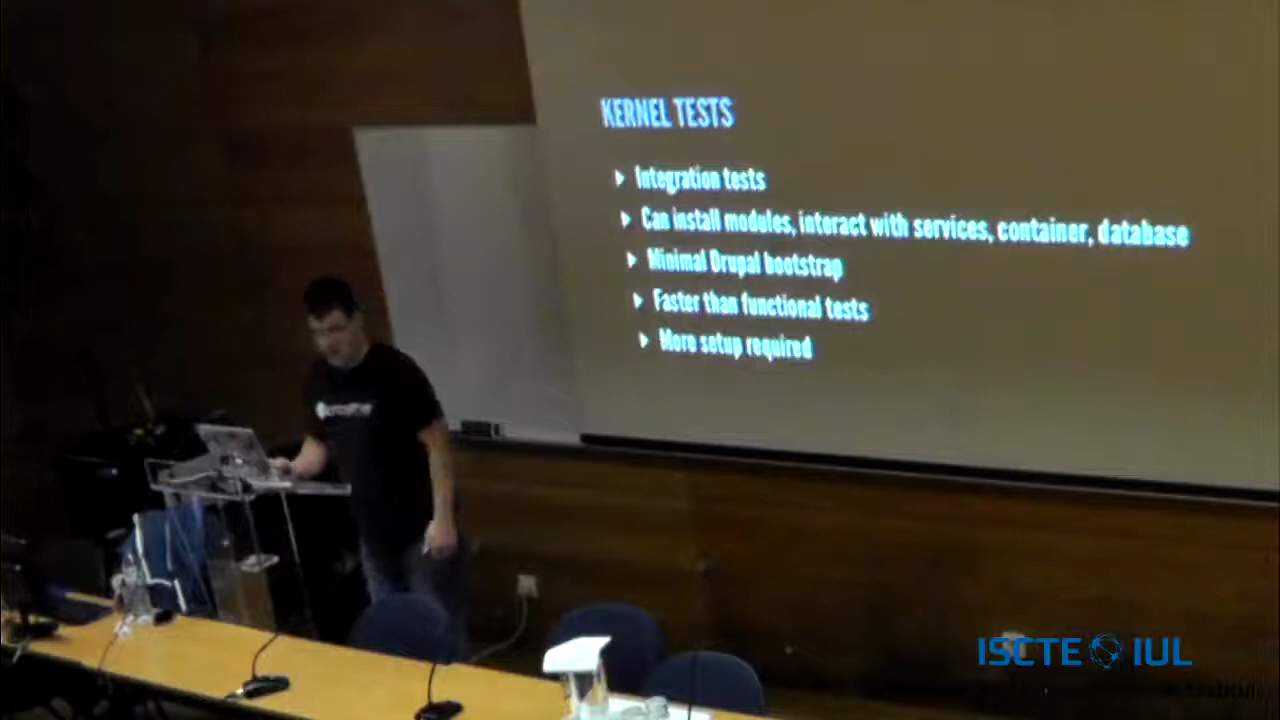 KERNEL TESTS
Integration tests
Can install modules, interact with services, container, database
Minimal Drupal bootstrap
Faster than functional tests
More setup required
ISCTE IUL